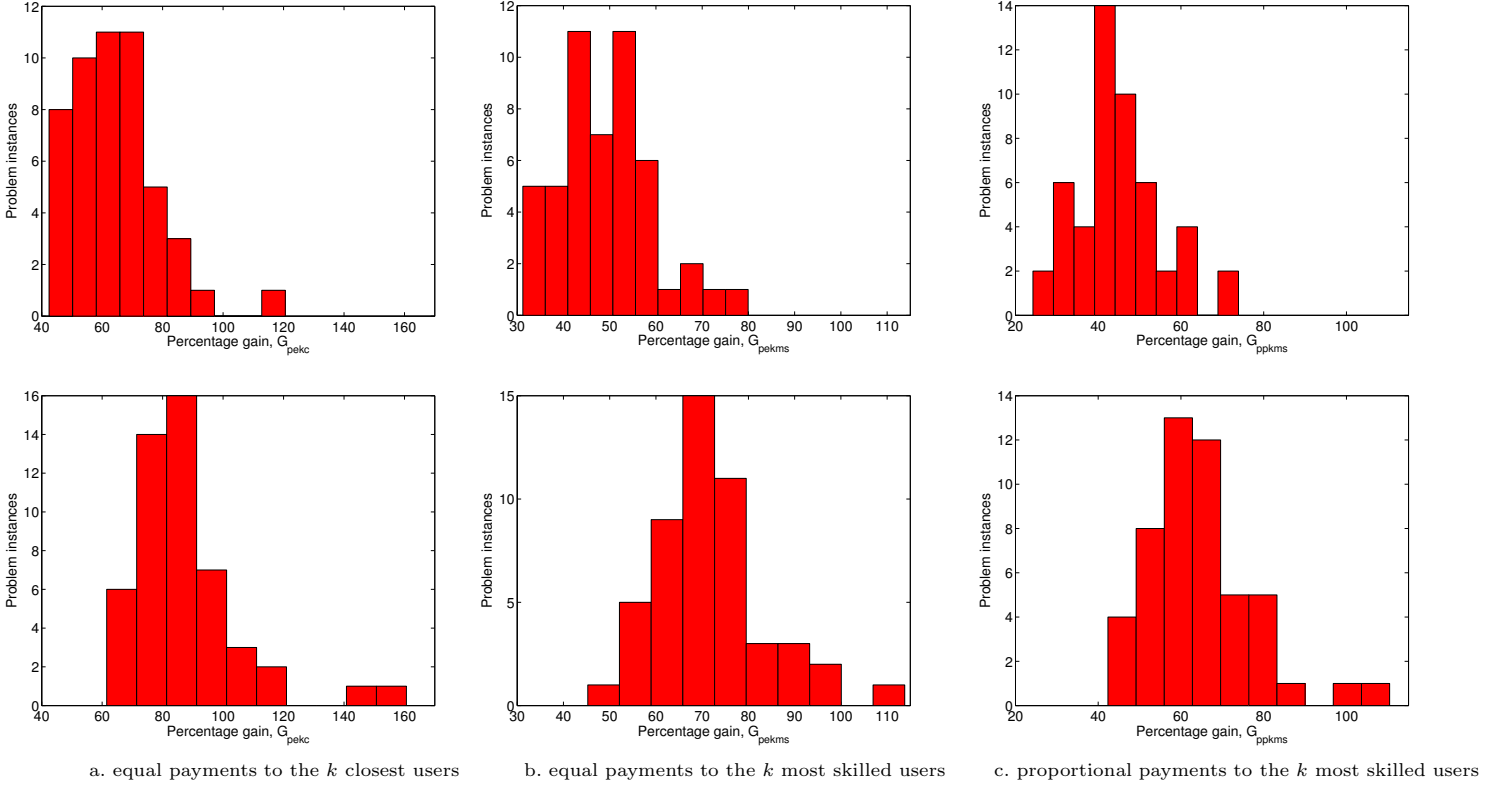 12
10
8
6
4
2
0
Problem instances
40 60 80 100 120 140 160
Percentage gain, G_pekc
12
10
8
6
4
2
0
Problem instances
30 40 50 60 70 80 90 100 110
Percentage gain, G_pekms
14
12
10
8
6
4
2
0
Problem instances
20 40 60 80 100
Percentage gain, G_ppkms
16
14
12
10
8
6
4
2
0
Problem instances
40 60 80 100 120 140 160
Percentage gain, G_pekc
15
10
5
0
Problem instances
30 40 50 60 70 80 90 100 110
Percentage gain, G_pekms
14
12
10
8
6
4
2
0
Problem instances
20 40 60 80 100
Percentage gain, G_ppkms
a. equal payments to the k closest users
b. equal payments to the k most skilled users
c. proportional payments to the k most skilled users